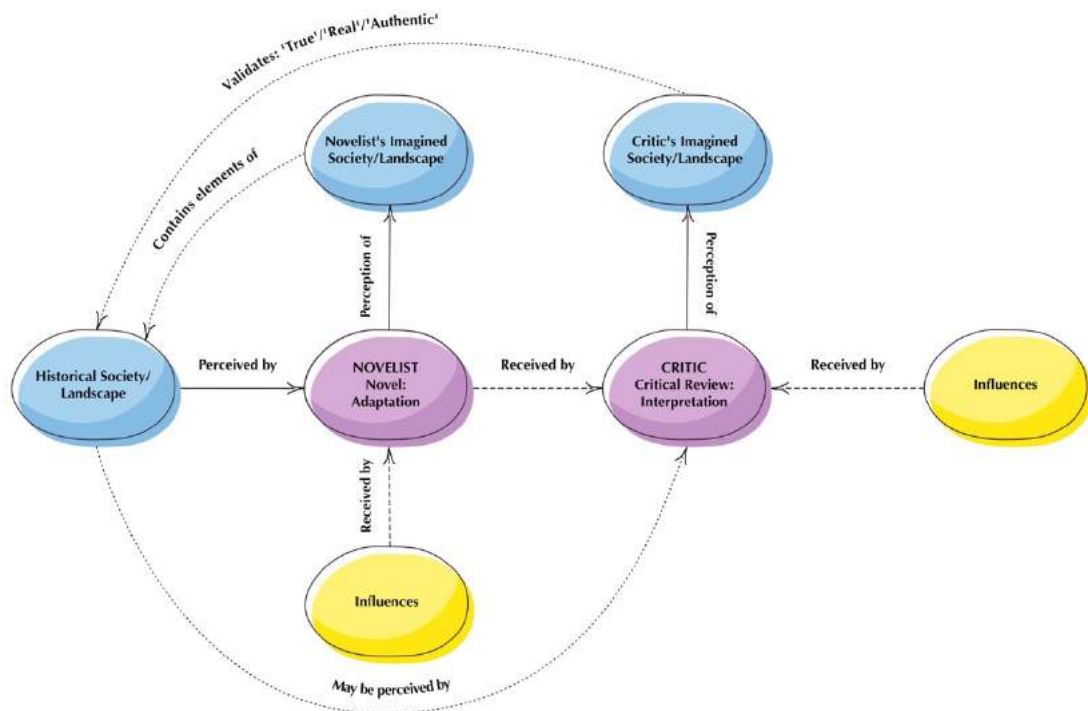 Validates: 'True'/'Real'/'Authentic'
Contains elements of
Novelist's Imagined
Society/Landscape
Critic's Imagined
Society/Landscape
Perception of
Perception of
Historical Society/
Landscape
Perceived by
NOVELIST
Novel:
Adaptation
Received by
CRITIC
Critical Review:
Interpretation
Received by
Influences
Received by
Influences
May be perceived by